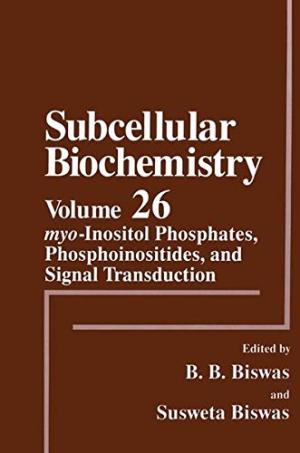 Subcellular
Biochemistry
Volume 26
myo-Inositol Phosphates,
Phosphoinositides, and
Signal Transduction
Edited by
B. B. Biswas
and
Susweta Biswas